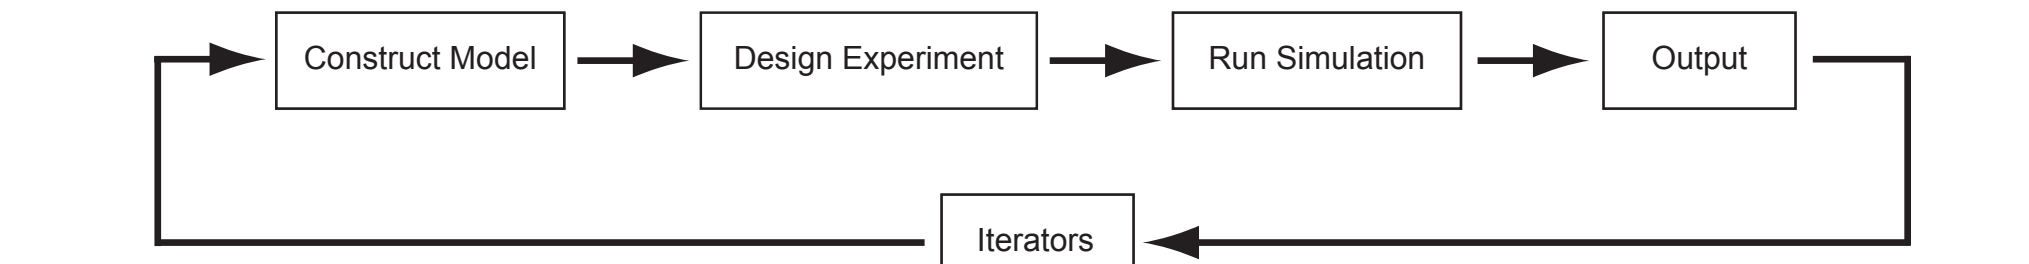 Construct Model
Design Experiment
Run Simulation
Output
Iterators